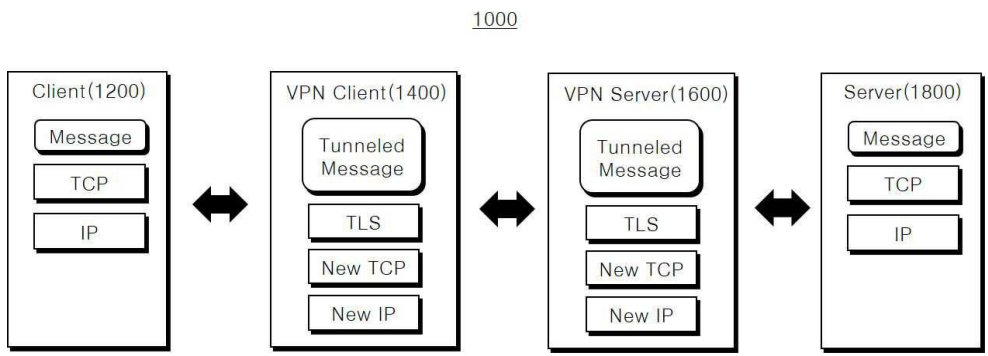 1000
Client(1200)
Message
TCP
IP
VPN Client(1400)
Tunneled
Message
TLS
New TCP
New IP
VPN Server(1600)
Tunneled
Message
TLS
New TCP
New IP
Server(1800)
Message
TCP
IP